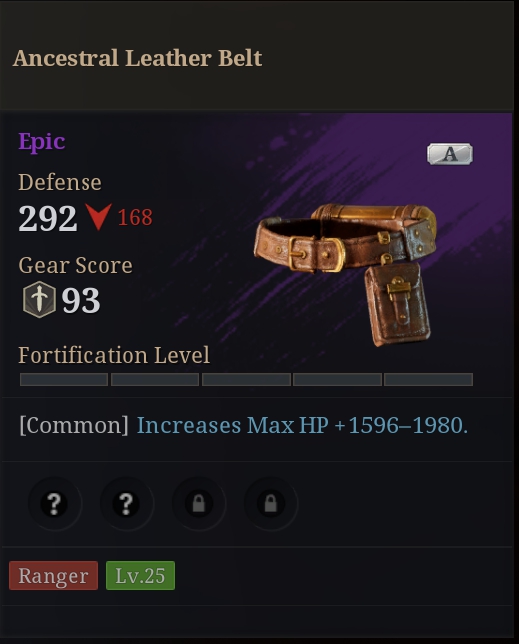 Ancestral Leather Belt
Epic
A
Defense
292 168
Gear Score
93
Fortification Level
[Common] Increases Max HP +1596–1980.
? ?
Ranger Lv.25